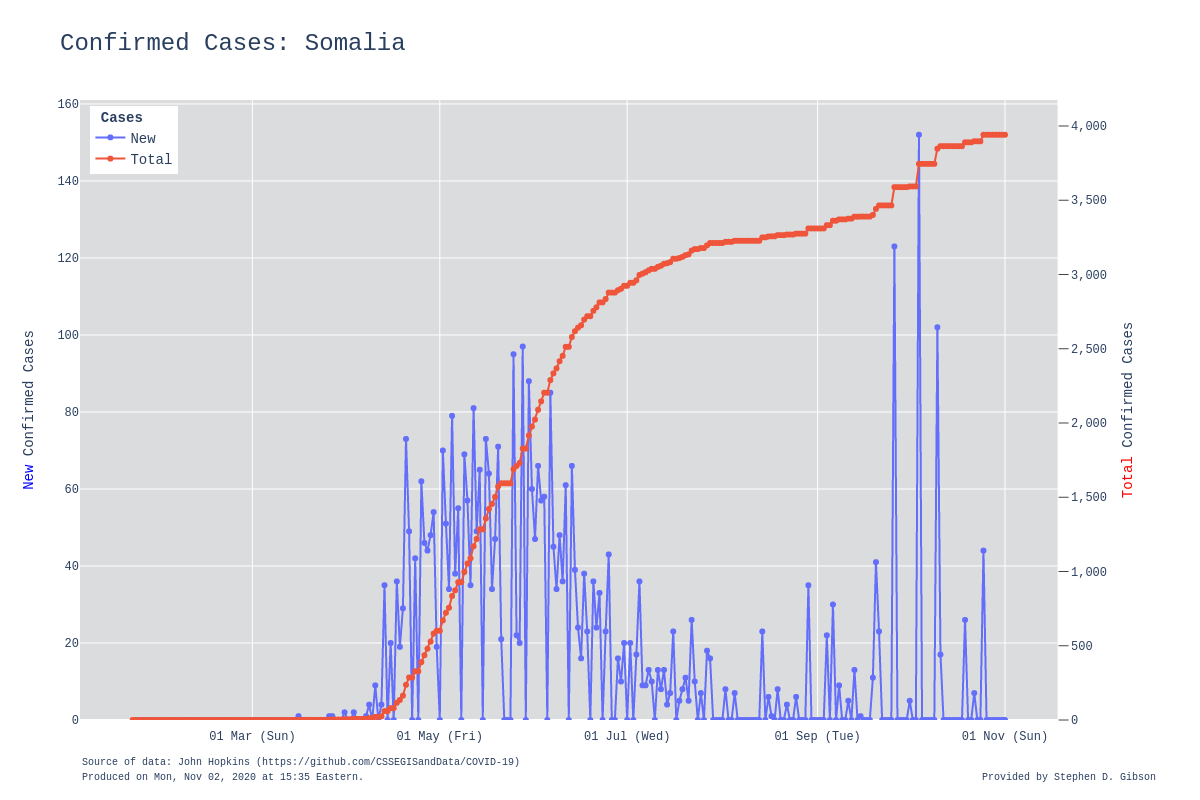 Confirmed Cases: Somalia
Cases
New
Total
160
140
120
100
80
60
40
20
0
4,000
3,500
3,000
2,500
2,000
1,500
1,000
500
0
New Confirmed Cases
Total Confirmed Cases
01 Mar (Sun)
01 May (Fri)
01 Jul (Wed)
01 Sep (Tue)
01 Nov (Sun)
Source of data: John Hopkins (https://github.com/CSSEGISandData/COVID-19)
Produced on Mon, Nov 02, 2020 at 15:35 Eastern.
Provided by Stephen D. Gibson